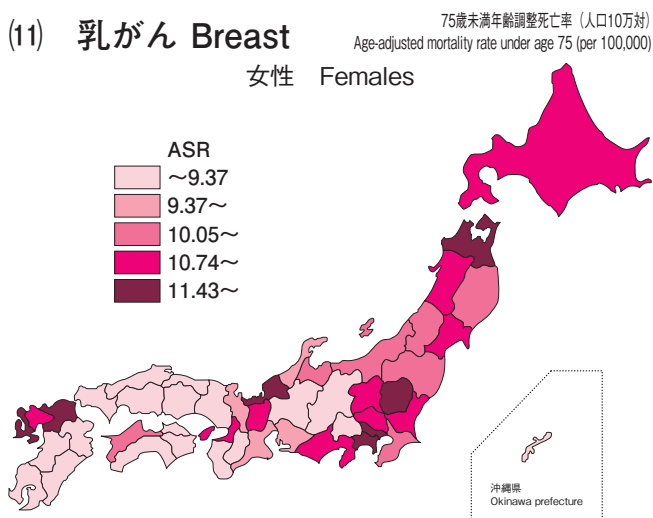 (11) 乳がん Breast
75歳未満年齢調整死亡率（人口10万対）
Age-adjusted mortality rate under age 75 (per 100,000)
女性 Females
ASR
～9.37
9.37～
10.05～
10.74～
11.43～
沖縄県
Okinawa prefecture